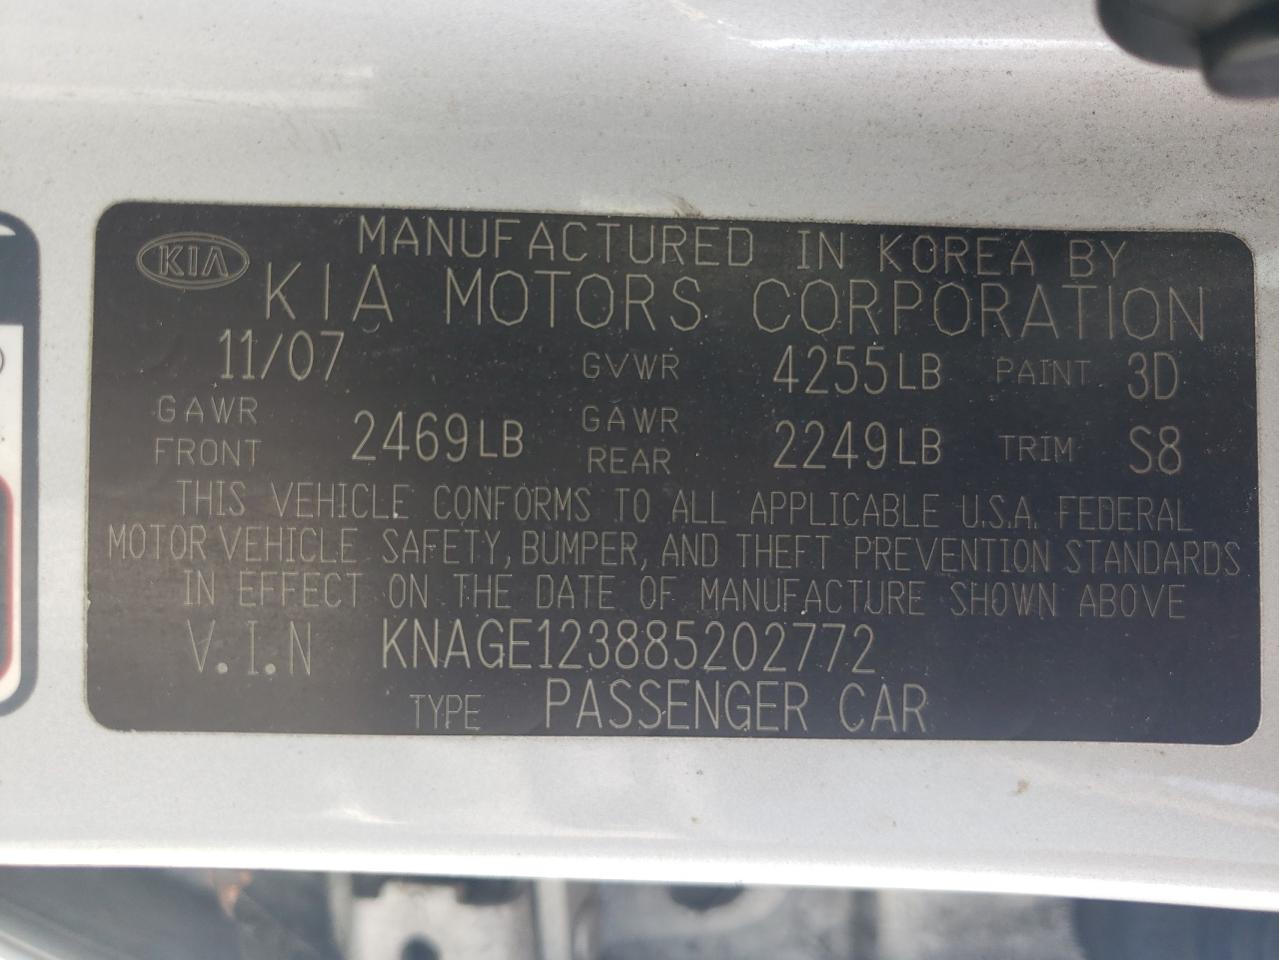 KIA MANUFACTURED IN KOREA BY
KIA MOTORS CORPORATION
11/07 GVWR 4255LB PAINT 3D
GAWR FRONT 2469LB GAWR REAR 2249LB TRIM S8
THIS VEHICLE CONFORMS TO ALL APPLICABLE U.S.A. FEDERAL
MOTOR VEHICLE SAFETY, BUMPER, AND THEFT PREVENTION STANDARDS
IN EFFECT ON THE DATE OF MANUFACTURE SHOWN ABOVE
V.I.N KNAGE123885202772
TYPE PASSENGER CAR